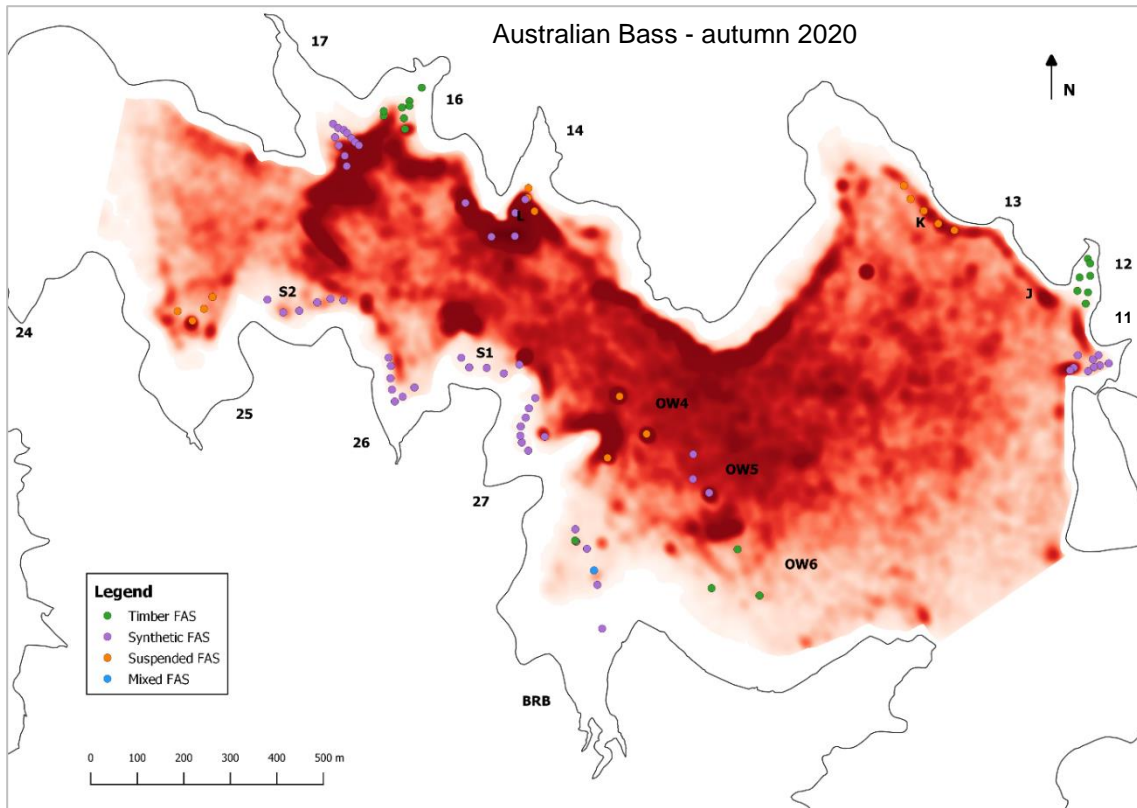 Australian Bass - autumn 2020
17
N
16
14
13
K
L
12
J
S2
11
24
S1
25
OW4
26
OW5
27
OW6
Legend
Timber FAS
Synthetic FAS
Suspended FAS
Mixed FAS
BRB
0 100 200 300 400 500 m